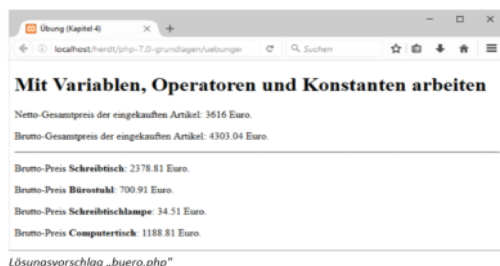 Übung (Kapitel 4)
localhost/herdt/php-7.0-grundlagen/uebunger
Suchen
Mit Variablen, Operatoren und Konstanten arbeiten
Netto-Gesamtpreis der eingekauften Artikel: 3616 Euro.
Brutto-Gesamtpreis der eingekauften Artikel: 4303.04 Euro.
Brutto-Preis Schreibtisch: 2378.81 Euro.
Brutto-Preis Bürostuhl: 700.91 Euro.
Brutto-Preis Schreibtischlampe: 34.51 Euro.
Brutto-Preis Computertisch: 1188.81 Euro.
Lösungsvorschlag „buero.php"